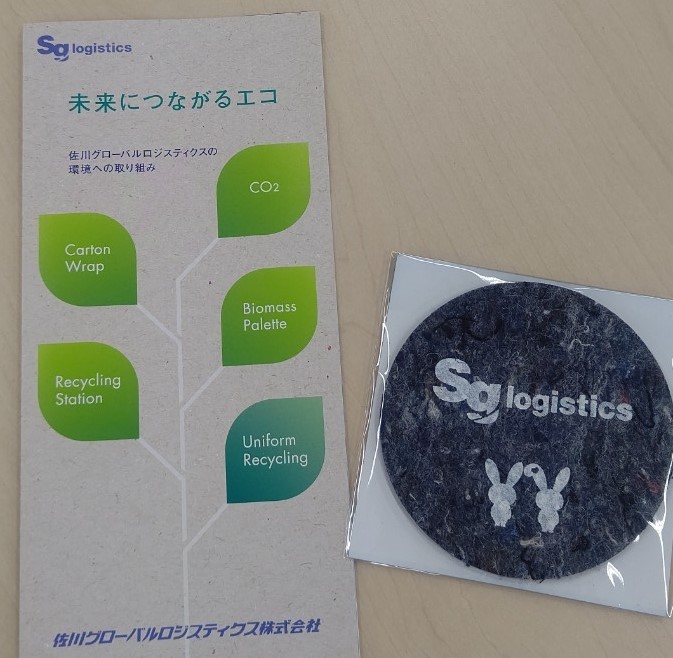 Sg logistics
未来につながるエコ
佐川グローバルロジスティクスの
環境への取り組み
CO2
Carton
Wrap
Biomass
Palette
Recycling
Station
Uniform
Recycling
佐川グローバルロジスティクス株式会社
Sg logistics